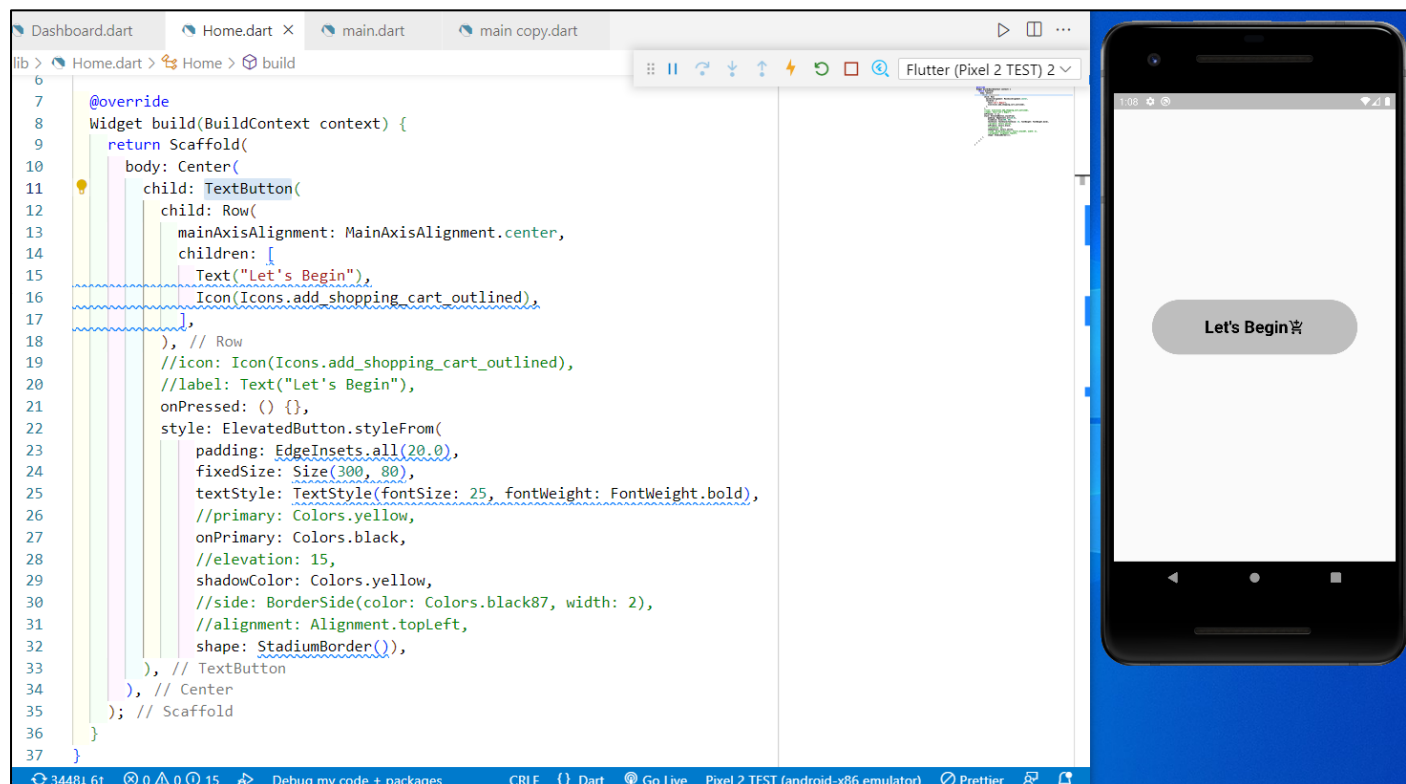 Dashboard.dart Home.dart main.dart main copy.dart
lib > Home.dart > Home > build
Flutter (Pixel 2 TEST) 2
6
7 @override
8 Widget build(BuildContext context) {
9 return Scaffold(
10 body: Center(
11 child: TextButton(
12 child: Row(
13 mainAxisAlignment: MainAxisAlignment.center,
14 children: [
15 Text("Let's Begin"),
16 Icon(Icons.add_shopping_cart_outlined),
17 ],
18 ), // Row
19 //icon: Icon(Icons.add_shopping_cart_outlined),
20 //label: Text("Let's Begin"),
21 onPressed: () {},
22 style: ElevatedButton.styleFrom(
23 padding: EdgeInsets.all(20.0),
24 fixedSize: Size(300, 80),
25 textStyle: TextStyle(fontSize: 25, fontWeight: FontWeight.bold),
26 //primary: Colors.yellow,
27 onPrimary: Colors.black,
28 //elevation: 15,
29 shadowColor: Colors.yellow,
30 //side: BorderSide(color: Colors.black87, width: 2),
31 //alignment: Alignment.topLeft,
32 shape: StadiumBorder()),
33 ), // TextButton
34 ), // Center
35 ); // Scaffold
36 }
37 }
3448↓ 6↑ 0 0 15 Debug my code + packages CRLF {} Dart Go Live Pixel 2 TEST (android-x86 emulator) Prettier
1:08
Let's Begin